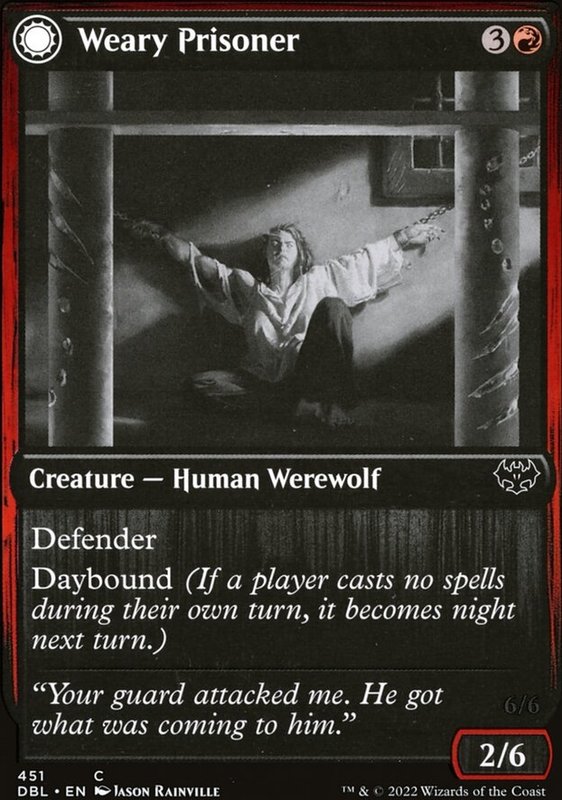 Weary Prisoner
3
Creature — Human Werewolf
Defender
Daybound (If a player casts no spells
during their own turn, it becomes night
next turn.)
"Your guard attacked me. He got
what was coming to him."
6/6
2/6
451 C
DBL • EN Jason Rainville
™ & © 2022 Wizards of the Coast